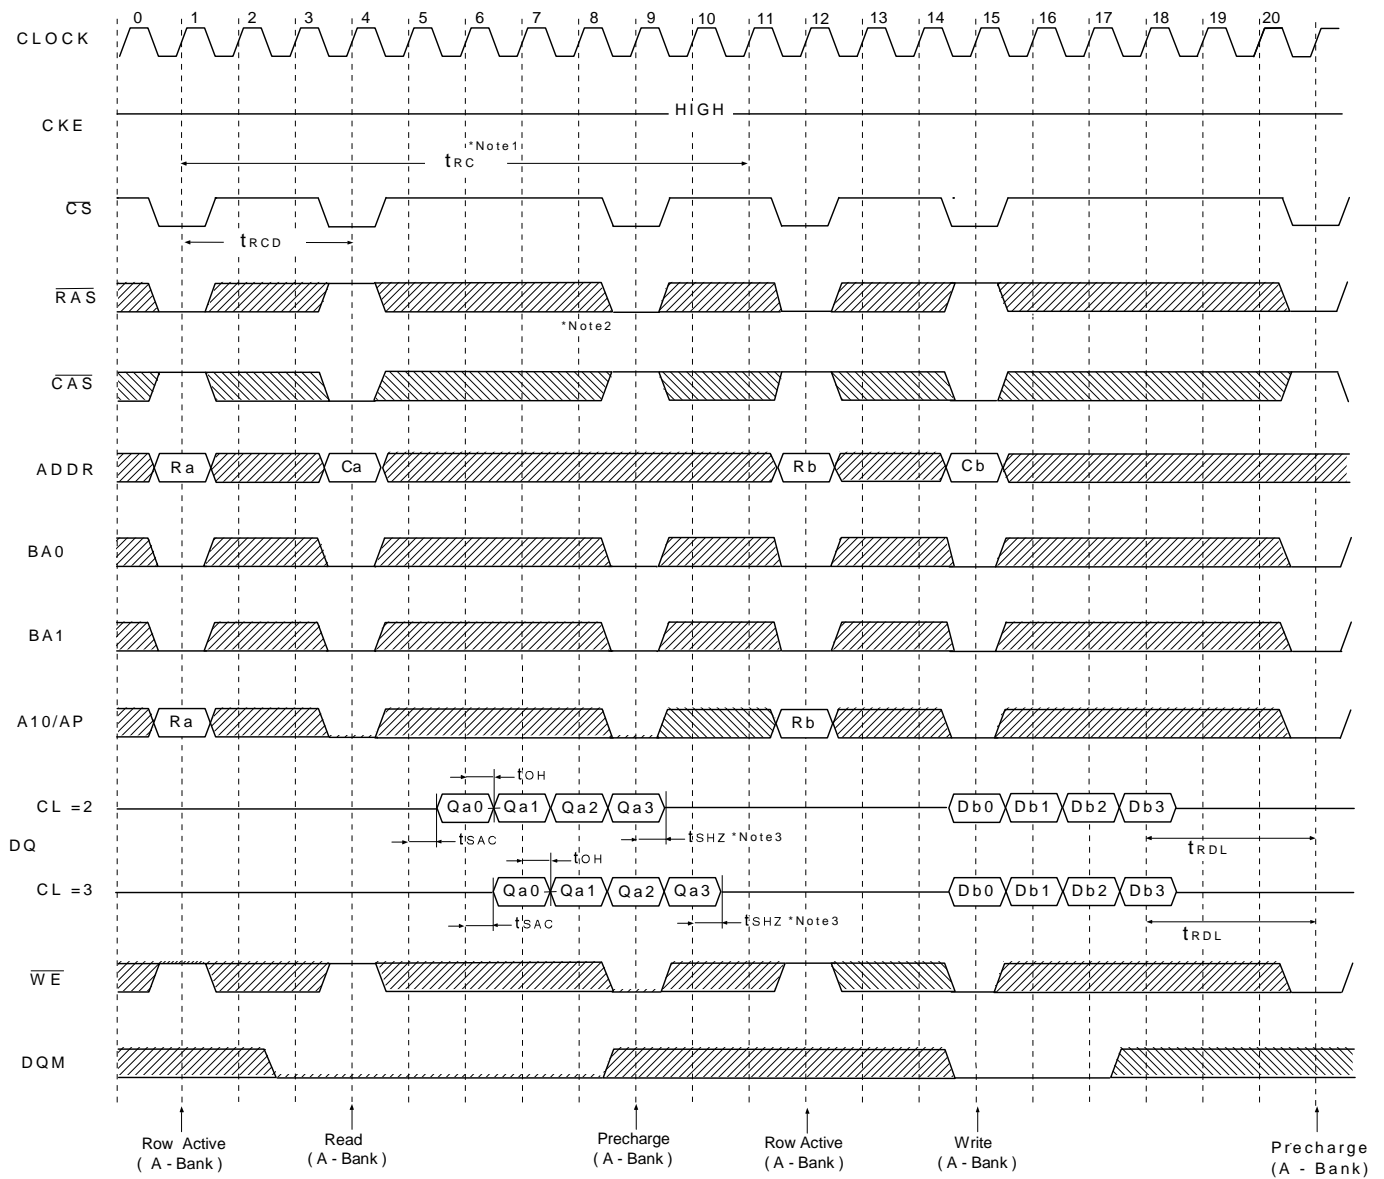 0 1 2 3 4 5 6 7 8 9 10 11 12 13 14 15 16 17 18 19 20
CLOCK
HIGH
CKE
*Note1
tRC
CS
tRCD
RAS
*Note2
CAS
ADDR Ra Ca Rb Cb
BA0
BA1
A10/AP Ra Rb
tOH
CL =2 Qa0 Qa1 Qa2 Qa3 Db0 Db1 Db2 Db3
tSAC tSHZ *Note3
DQ tRDL
tOH
CL =3 Qa0 Qa1 Qa2 Qa3 Db0 Db1 Db2 Db3
tSAC tSHZ *Note3
tRDL
WE
DQM
Row Active Read Precharge Row Active Write Precharge
( A - Bank ) ( A - Bank ) ( A - Bank ) ( A - Bank ) ( A - Bank ) (A - Bank)